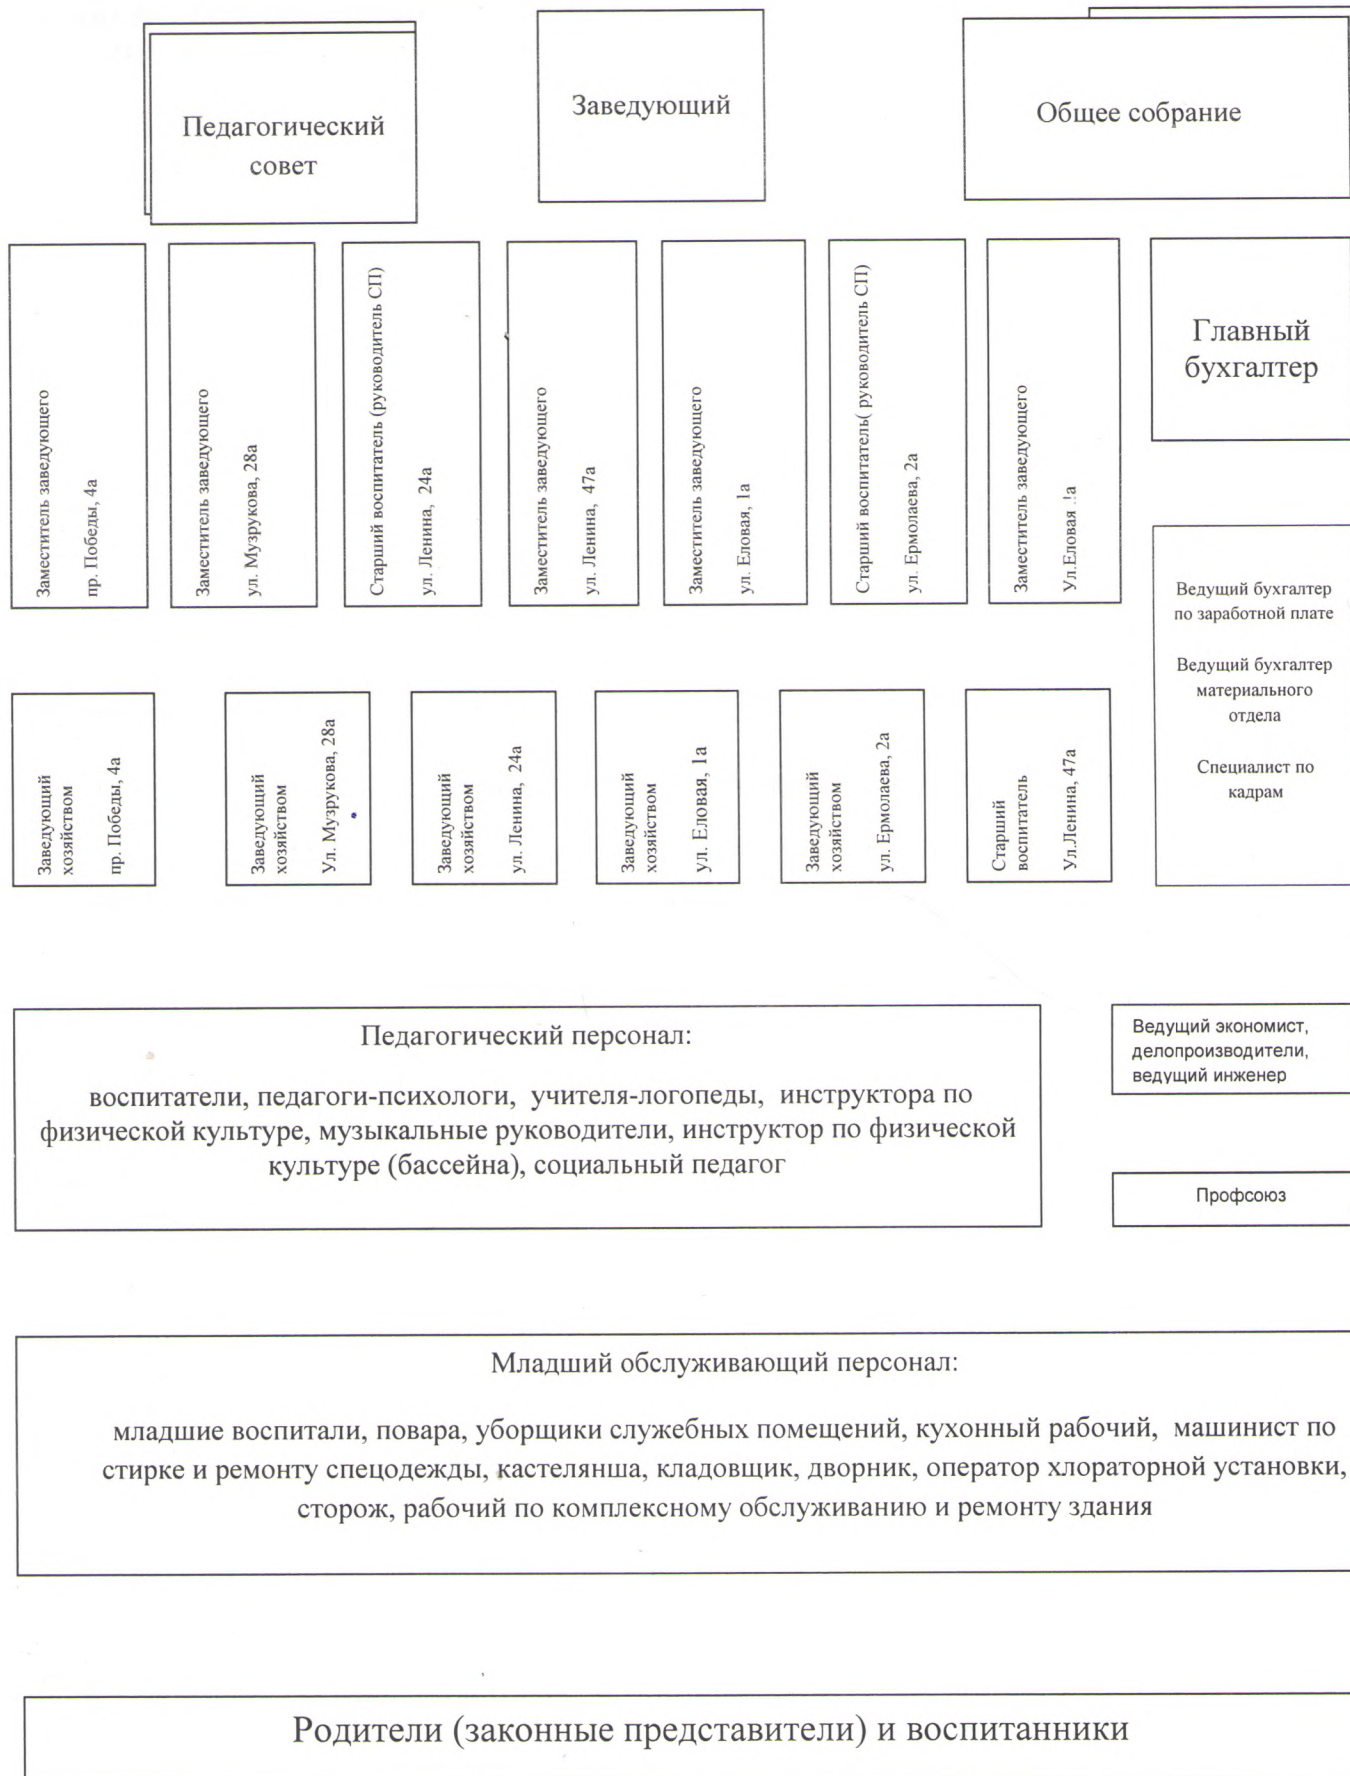 Педагогический
совет
Заведующий
Общее собрание
Заместитель заведующего
пр. Победы, 4а
Заместитель заведующего
ул. Музрукова, 28а
Старший воспитатель (руководитель СП)
ул. Ленина, 24а
Заместитель заведующего
ул. Ленина, 47а
Заместитель заведующего
ул. Еловая, 1а
Старший воспитатель( руководитель СП)
ул. Ермолаева, 2а
Заместитель заведующего
Ул.Еловая
Главный
бухгалтер
Ведущий бухгалтер
по заработной плате
Ведущий бухгалтер
материального
отдела
Специалист по
кадрам
Заведующий
хозяйством
пр. Победы, 4а
Заведующий
хозяйством
Ул. Музрукова, 28а
Заведующий
хозяйством
ул. Ленина, 24а
Заведующий
хозяйством
ул. Еловая, 1а
Заведующий
хозяйством
ул. Ермолаева, 2а
Старший
воспитатель
Ул.Ленина, 47а
Педагогический персонал:
воспитатели, педагоги-психологи, учителя-логопеды, инструктора по
физической культуре, музыкальные руководители, инструктор по физической
культуре (бассейна), социальный педагог
Ведущий экономист,
делопроизводители,
ведущий инженер
Профсоюз
Младший обслуживающий персонал:
младшие воспитали, повара, уборщики служебных помещений, кухонный рабочий, машинист по
стирке и ремонту спецодежды, кастелянша, кладовщик, дворник, оператор хлораторной установки,
сторож, рабочий по комплексному обслуживанию и ремонту здания
Родители (законные представители) и воспитанники